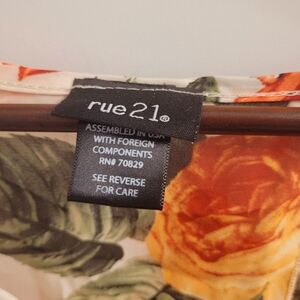 rue21®
ASSEMBLED IN USA
WITH FOREIGN
COMPONENTS
RN# 70829
SEE REVERSE
FOR CARE